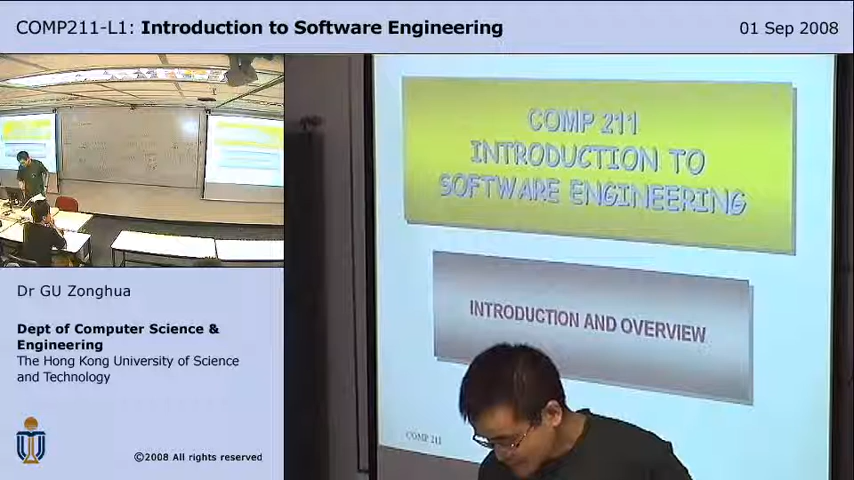 COMP211-L1: Introduction to Software Engineering
01 Sep 2008
COMP 211
INTRODUCTION TO
SOFTWARE ENGINEERING
INTRODUCTION AND OVERVIEW
COMP 211
Dr GU Zonghua
Dept of Computer Science &
Engineering
The Hong Kong University of Science
and Technology
©2008 All rights reserved